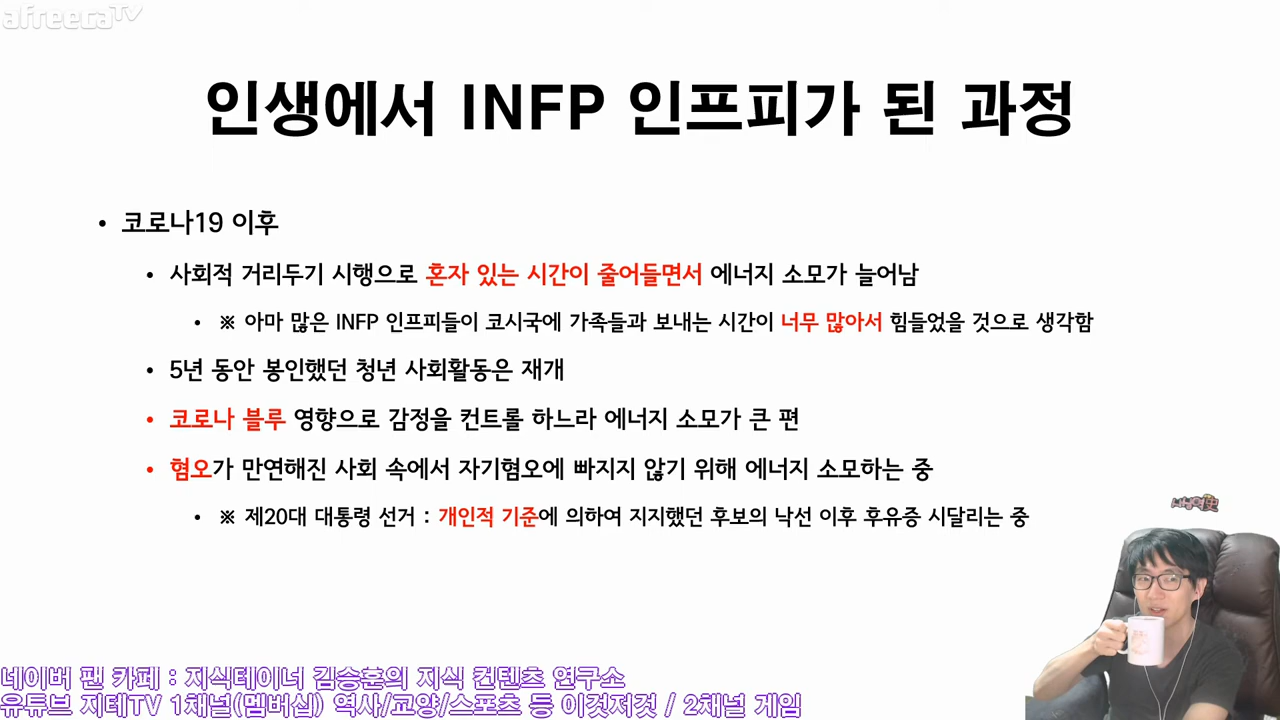 afreecaTV
인생에서 INFP 인프피가 된 과정
• 코로나19 이후
• 사회적 거리두기 시행으로 혼자 있는 시간이 줄어들면서 에너지 소모가 늘어남
• ※ 아마 많은 INFP 인프피들이 코시국에 가족들과 보내는 시간이 너무 많아서 힘들었을 것으로 생각함
• 5년 동안 봉인했던 청년 사회활동은 재개
• 코로나 블루 영향으로 감정을 컨트롤 하느라 에너지 소모가 큰 편
• 혐오가 만연해진 사회 속에서 자기혐오에 빠지지 않기 위해 에너지 소모하는 중
• ※ 제20대 대통령 선거 : 개인적 기준에 의하여 지지했던 후보의 낙선 이후 후유증 시달리는 중
네이버 팬 카페 : 지식테이너 김승훈의 지식 컨텐츠 연구소
유튜브 지테TV 1채널(멤버십) 역사/교양/스포츠 등 이것저것 / 2채널 게임